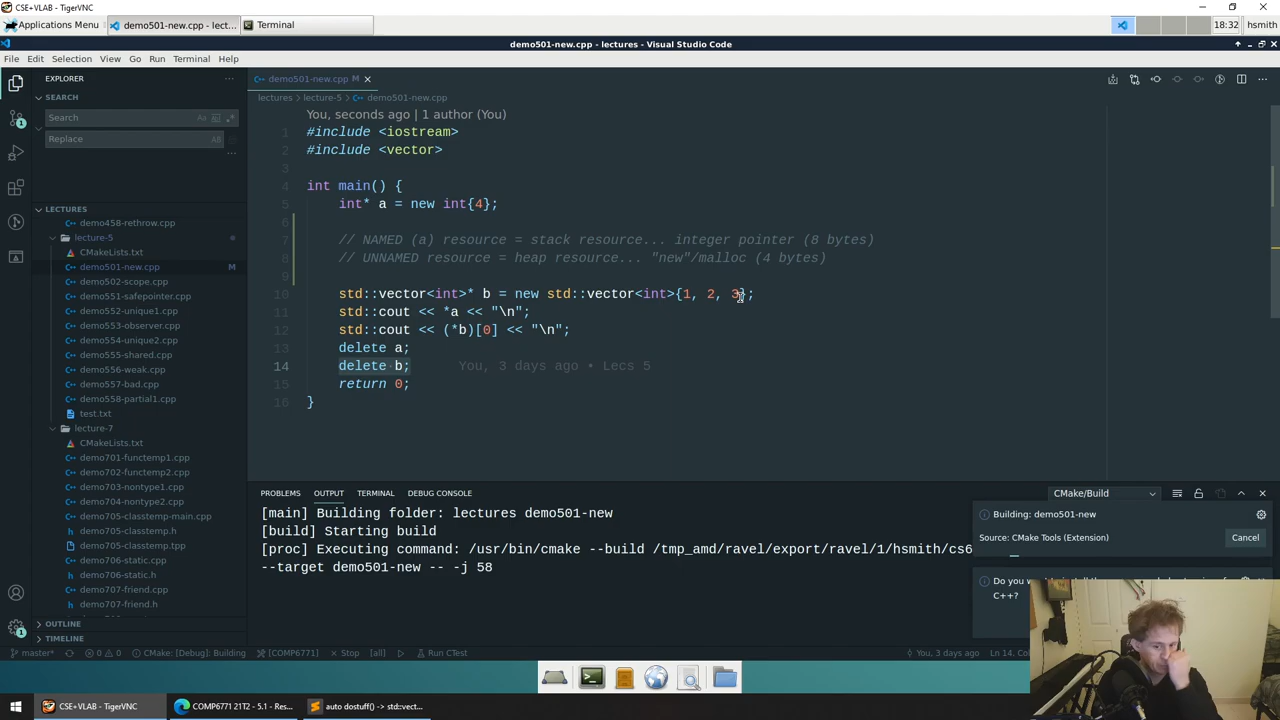 CSE+VLAB - TigerVNC
Applications Menu
demo501-new.cpp - lect...
Terminal
18:32
hsmith
demo501-new.cpp - lectures - Visual Studio Code
File Edit Selection View Go Run Terminal Help
EXPLORER
SEARCH
Search
Replace
LECTURES
demo458-rethrow.cpp
lecture-5
CMakeLists.txt
demo501-new.cpp M
demo502-scope.cpp
demo551-safepointer.cpp
demo552-unique1.cpp
demo553-observer.cpp
demo554-unique2.cpp
demo555-shared.cpp
demo556-weak.cpp
demo557-bad.cpp
demo558-partial1.cpp
test.txt
lecture-7
CMakeLists.txt
demo701-functemp1.cpp
demo702-functemp2.cpp
demo703-nontype1.cpp
demo704-nontype2.cpp
demo705-classtemp-main.cpp
demo705-classtemp.h
demo705-classtemp.tpp
demo706-static.cpp
demo706-static.h
demo707-friend.cpp
demo707-friend.h
OUTLINE
TIMELINE
demo501-new.cpp M
lectures > lecture-5 > demo501-new.cpp
You, seconds ago | 1 author (You)
1 #include <iostream>
2 #include <vector>
3
4 int main() {
5 int* a = new int{4};
6
7 // NAMED (a) resource = stack resource... integer pointer (8 bytes)
8 // UNNAMED resource = heap resource... "new"/malloc (4 bytes)
9
10 std::vector<int>* b = new std::vector<int>{1, 2, 3};
11 std::cout << *a << "\n";
12 std::cout << (*b)[0] << "\n";
13 delete a;
14 delete b; You, 3 days ago • Lecs 5
15 return 0;
16 }
PROBLEMS OUTPUT TERMINAL DEBUG CONSOLE
CMake/Build
[main] Building folder: lectures demo501-new
[build] Starting build
[proc] Executing command: /usr/bin/cmake --build /tmp_amd/ravel/export/ravel/1/hsmith/cs6
--target demo501-new -- -j 58
Building: demo501-new
Source: CMake Tools (Extension)
Cancel
C++?
master* 0 0 CMake: [Debug]: Building [COMP6771] Stop [all] Run CTest
You, 3 days ago
CSE+VLAB - TigerVNC
COMP6771 21T2 - 5.1 - Res...
auto dostuff() -> std::vect...